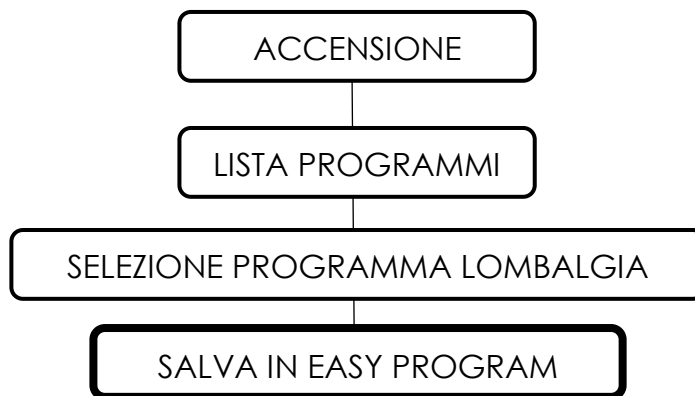 ACCENSIONE
LISTA PROGRAMMI
SELEZIONE PROGRAMMA LOMBALGIA
SALVA IN EASY PROGRAM